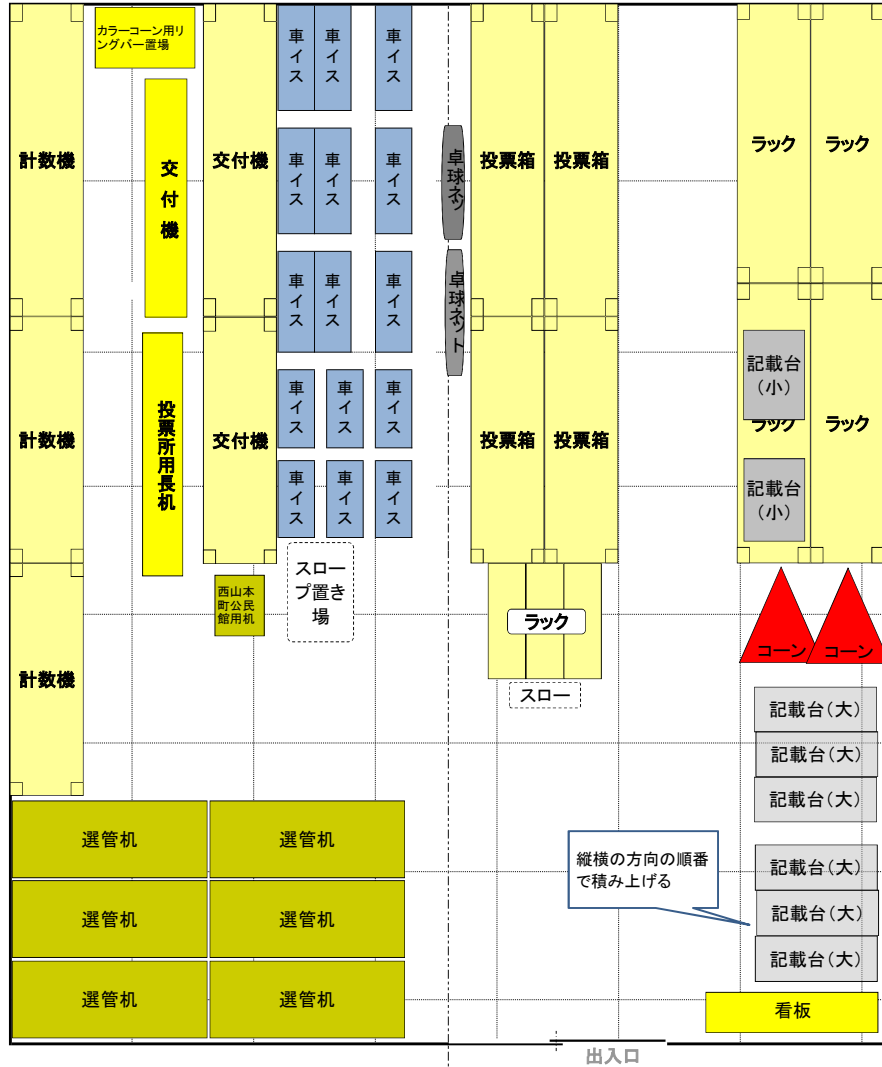 カラーコーン用リ
ングバー置場
計数機
交付機
交付機
車イス
車イス
車イス
車イス
車イス
車イス
車イス
車イス
車イス
卓球ネツ
卓球ネット
投票箱
投票箱
ラック
ラック
計数機
投票所用長机
交付機
車イス
車イス
車イス
車イス
車イス
車イス
投票箱
投票箱
記載台
(小)
ラック
ラック
記載台
(小)
西山本
町公民
館用机
スロー
プ置き
場
ラック
スロー
コーン
コーン
計数機
記載台(大)
記載台(大)
記載台(大)
選管机
選管机
縦横の方向の順番
で積み上げる
記載台(大)
記載台(大)
記載台(大)
選管机
選管机
選管机
選管机
看板
出入口